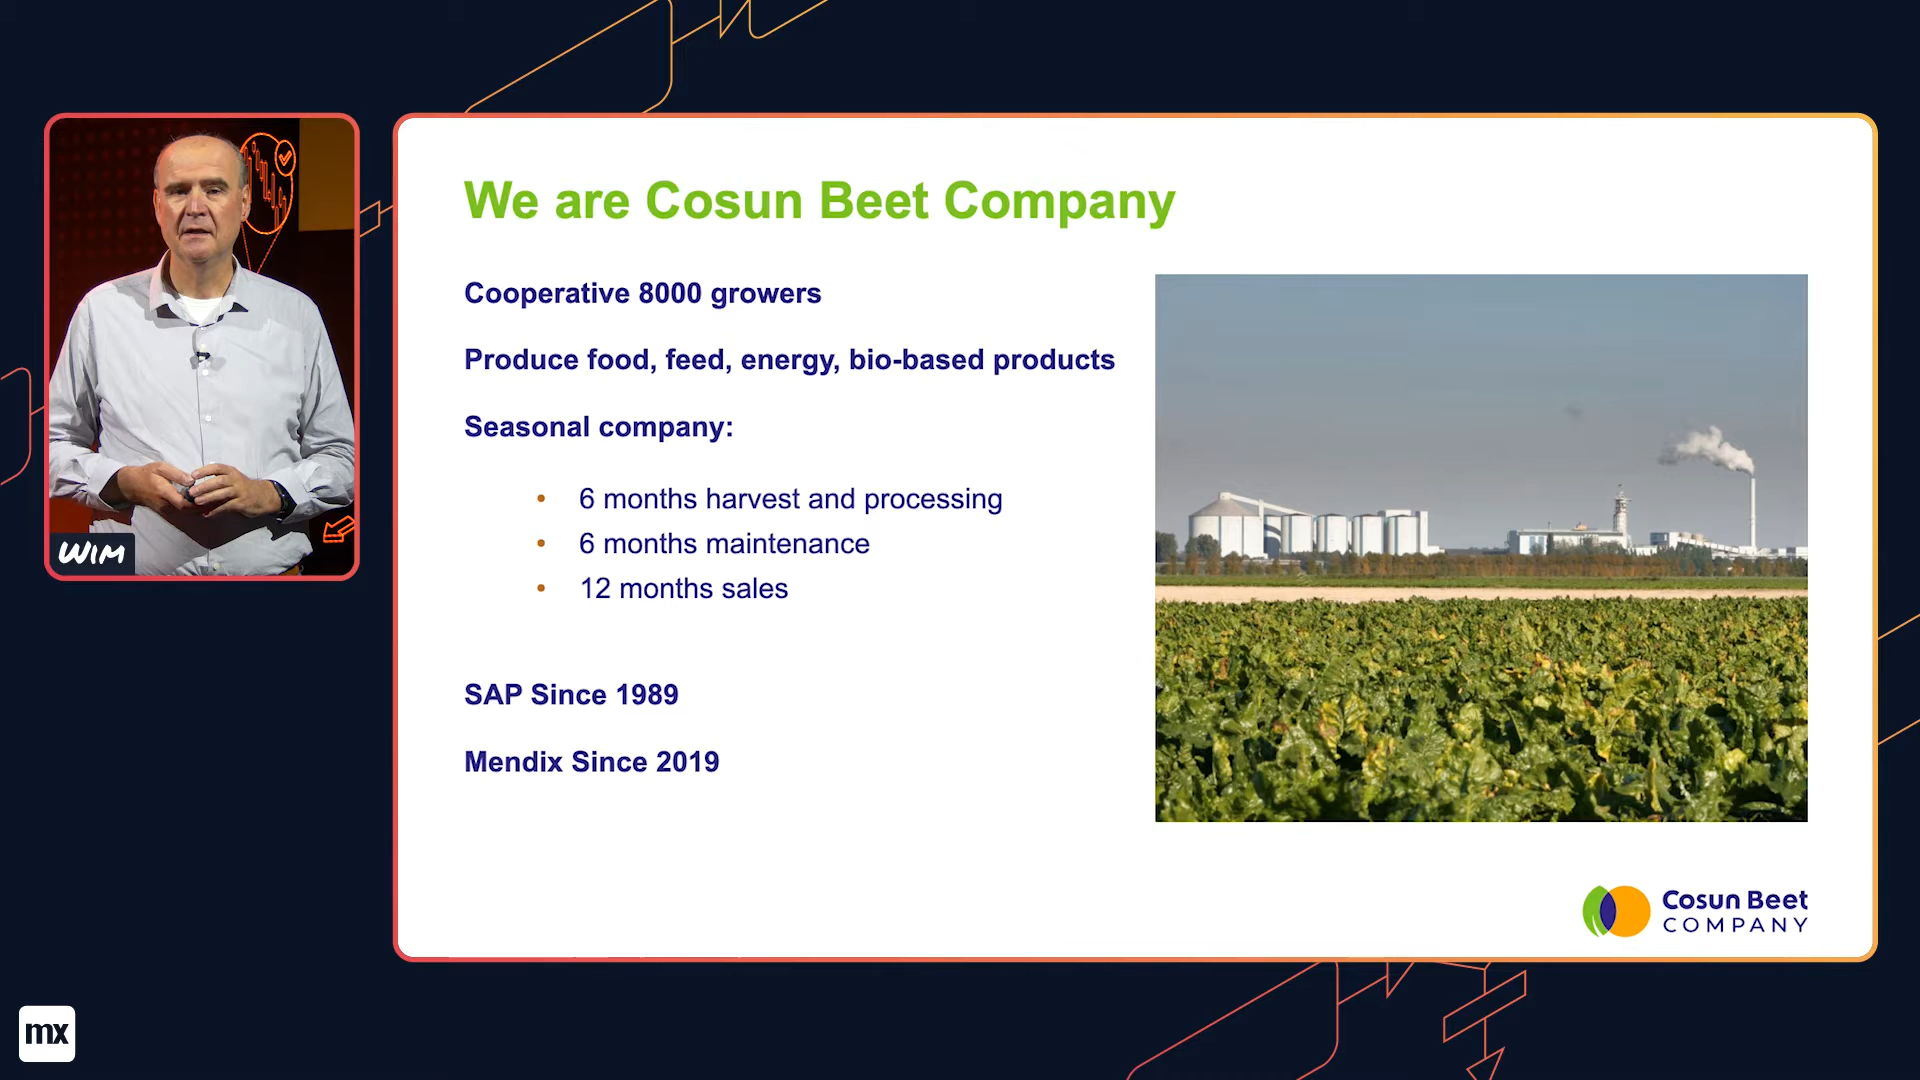 We are Cosun Beet Company
Cooperative 8000 growers
Produce food, feed, energy, bio-based products
Seasonal company:
• 6 months harvest and processing
• 6 months maintenance
• 12 months sales
SAP Since 1989
Mendix Since 2019
WIM
Cosun Beet
COMPANY
mx